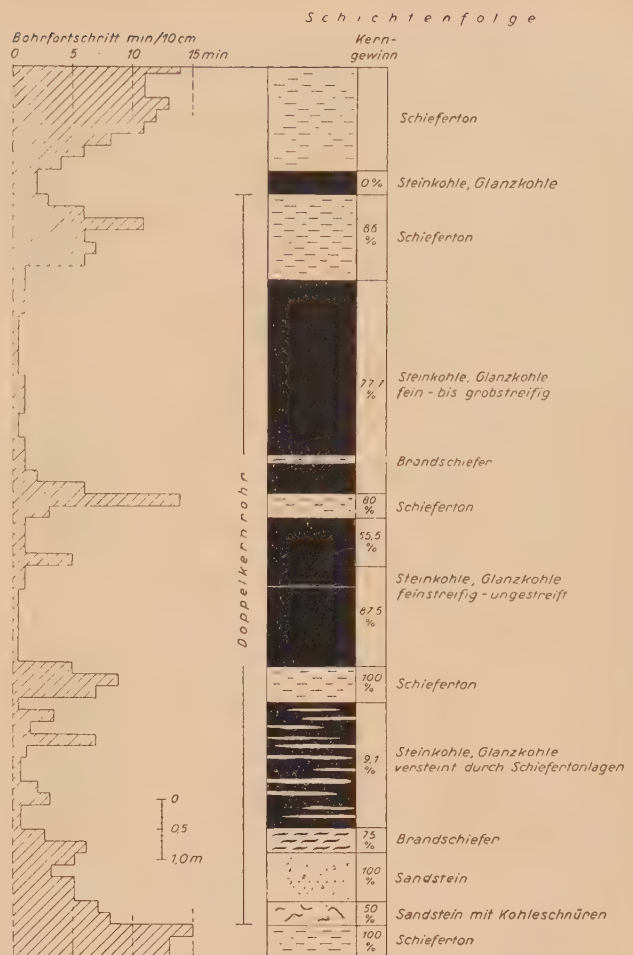 Schichtenfolge
Bohrfortschritt min/10cm
0 5 10 15 min
Kern-
gewinn
Schieferton
0% Steinkohle, Glanzkohle
66
%
Schieferton
77,7
%
Steinkohle, Glanzkohle
fein - bis grobstreifig
Brandschiefer
80
%
Schieferton
55,5
%
Steinkohle, Glanzkohle
feinstreifig - ungestreift
87,5
%
Doppelkernrohr
100
%
Schieferton
9,1
%
Steinkohle, Glanzkohle
versteint durch Schiefertonlagen
0
0,5
1,0 m
75
%
Brandschiefer
100
%
Sandstein
50
%
Sandstein mit Kohleschnüren
100
%
Schieferton